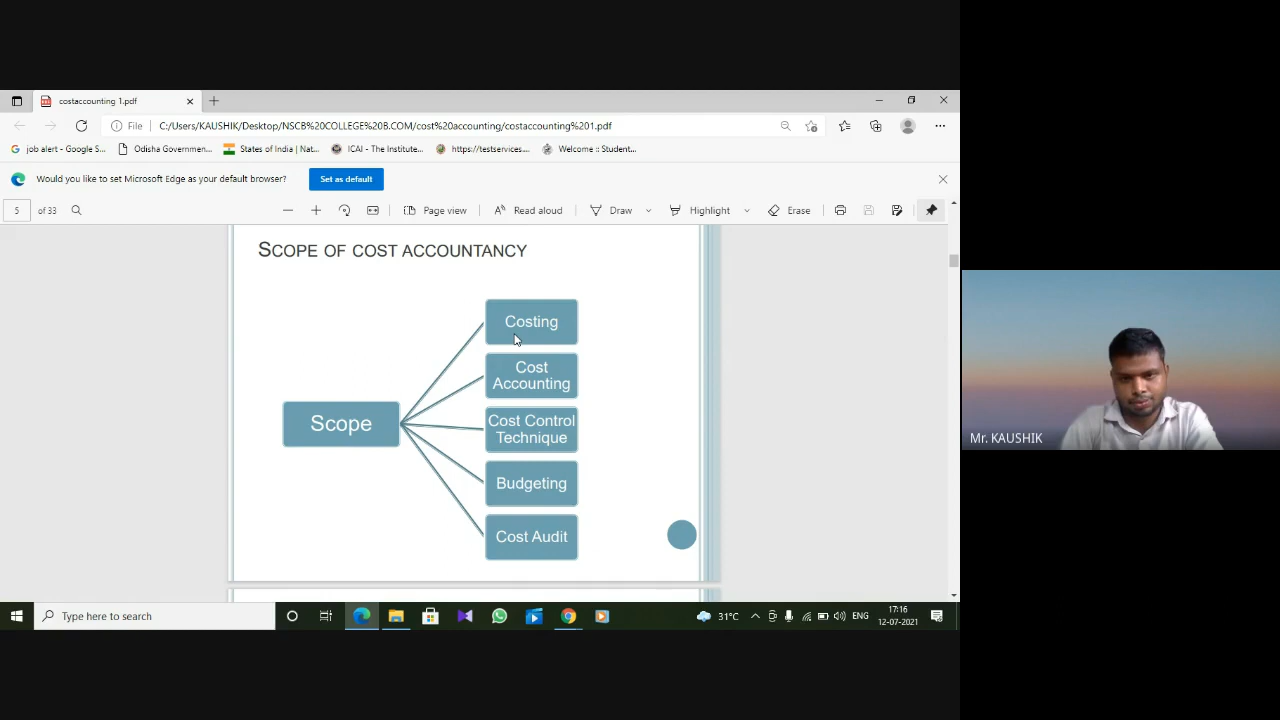 costaccounting 1.pdf
File
C:/Users/KAUSHIK/Desktop/NSCB%20COLLEGE%20B.COM/cost%20accounting/costaccounting%201.pdf
job alert - Google S...
Odisha Governmen...
States of India | Nat...
ICAI - The Institute...
https://testservices....
Welcome :: Student...
Would you like to set Microsoft Edge as your default browser?
Set as default
5
of 33
Page view
Read aloud
Draw
Highlight
Erase
SCOPE OF COST ACCOUNTANCY
Scope
Costing
Cost
Accounting
Cost Control
Technique
Budgeting
Cost Audit
Mr. KAUSHIK
Type here to search
31°C
ENG
17:16
12-07-2021